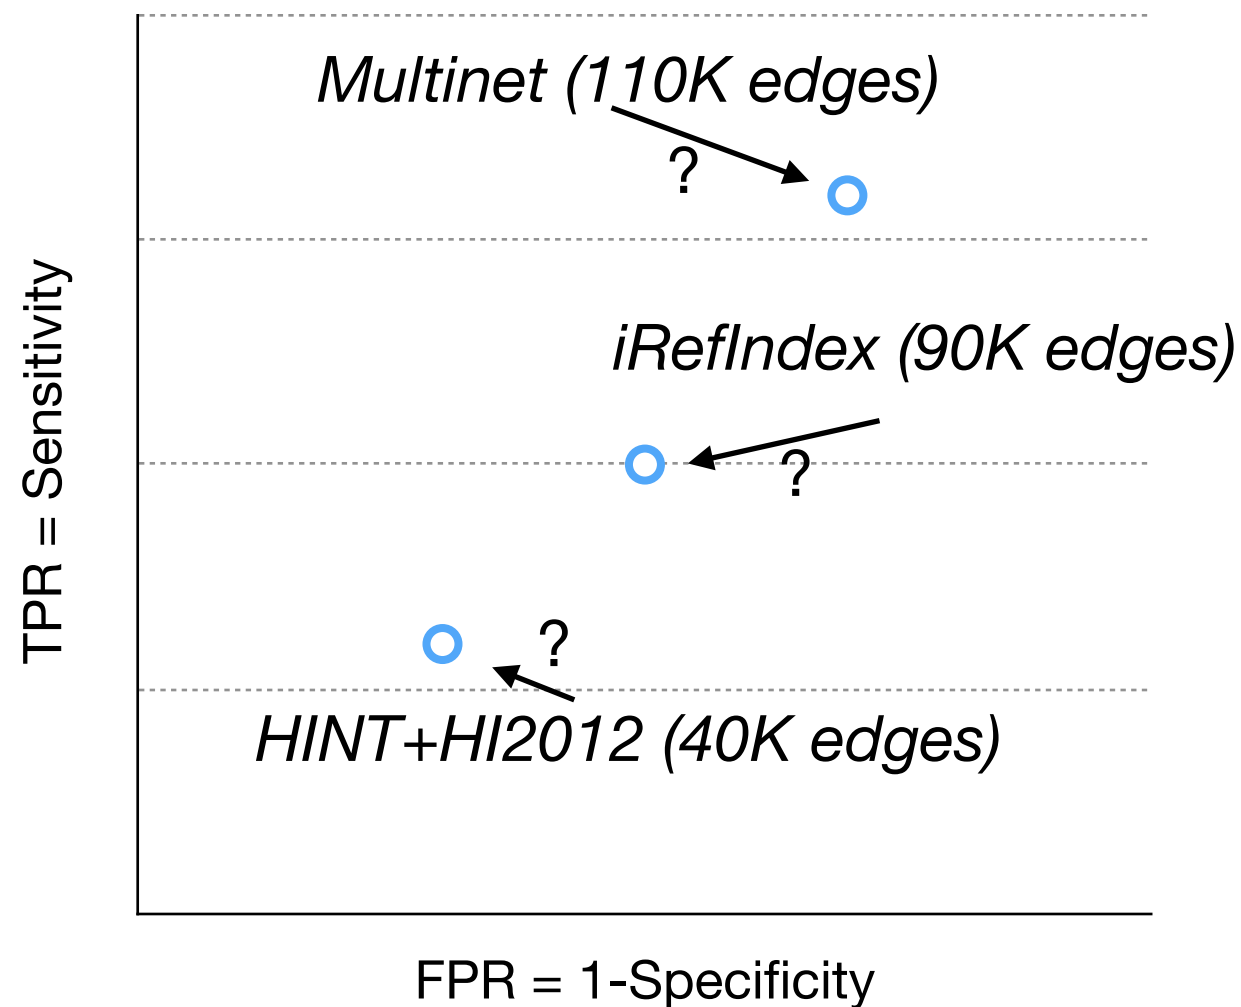 Multinet (110K edges)
?
iRefIndex (90K edges)
?
?
HINT+HI2012 (40K edges)
TPR = Sensitivity
FPR = 1-Specificity